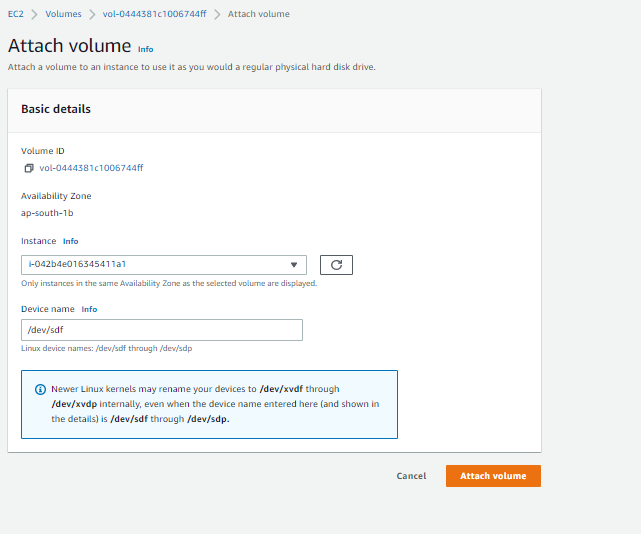 EC2 > Volumes > vol-0444381c1006744ff > Attach volume
Attach volume Info
Attach a volume to an instance to use it as you would a regular physical hard disk drive.
Basic details
Volume ID
vol-0444381c1006744ff
Availability Zone
ap-south-1b
Instance Info
i-042b4e016345411a1
Only instances in the same Availability Zone as the selected volume are displayed.
Device name Info
/dev/sdf
Linux device names: /dev/sdf through /dev/sdp
Newer Linux kernels may rename your devices to /dev/xvdf through
/dev/xvdp internally, even when the device name entered here (and shown in
the details) is /dev/sdf through /dev/sdp.
Cancel Attach volume